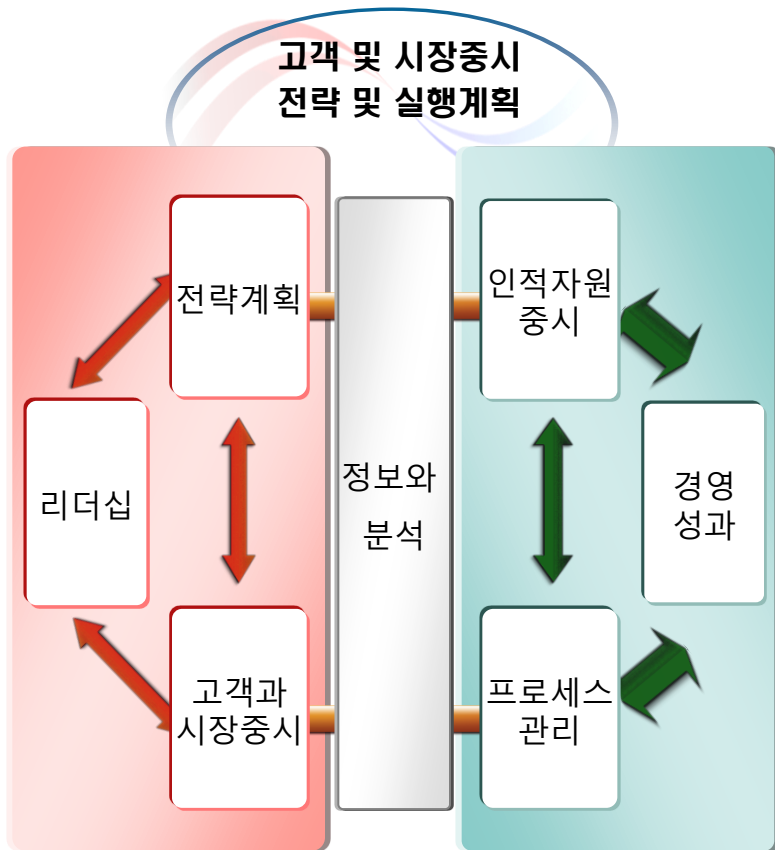 고객 및 시장중시
전략 및 실행계획
전략계획
인적자원
중시
리더십
정보와
분석
경영
성과
고객과
시장중시
프로세스
관리